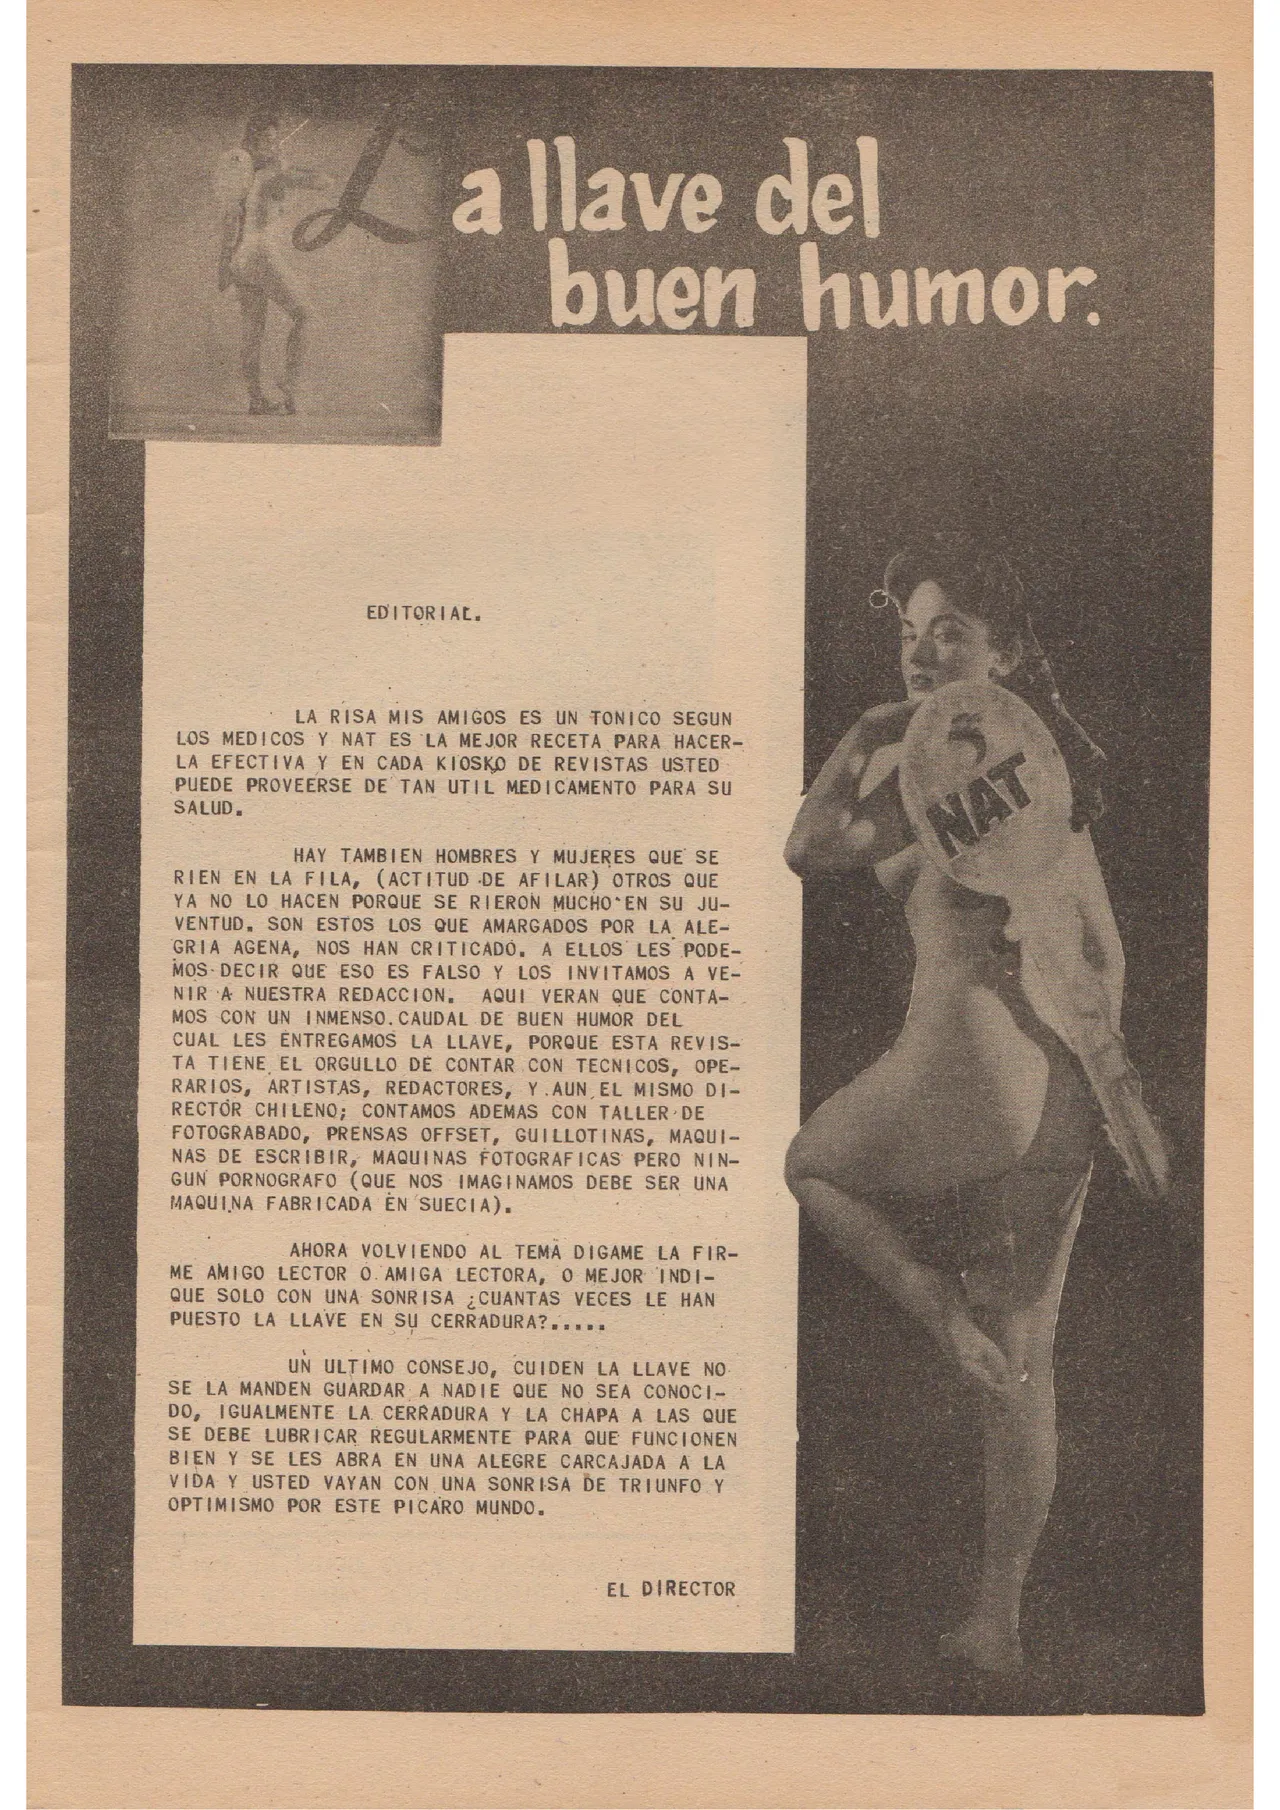 La llave del
buen humor.
EDITORIAL.
LA RISA MIS AMIGOS ES UN TONICO SEGUN
LOS MEDICOS Y NAT ES LA MEJOR RECETA PARA HACER-
LA EFECTIVA Y EN CADA KIOSKO DE REVISTAS USTED
PUEDE PROVEERSE DE TAN UTIL MEDICAMENTO PARA SU
SALUD.
HAY TAMBIEN HOMBRES Y MUJERES QUE SE
RIEN EN LA FILA, (ACTITUD DE AFILAR) OTROS QUE
YA NO LO HACEN PORQUE SE RIERON MUCHO EN SU JU-
VENTUD. SON ESTOS LOS QUE AMARGADOS POR LA ALE-
GRIA AGENA, NOS HAN CRITICADO. A ELLOS LES PODE-
MOS DECIR QUE ESO ES FALSO Y LOS INVITAMOS A VE-
NIR A NUESTRA REDACCION. AQUI VERAN QUE CONTA-
MOS CON UN INMENSO CAUDAL DE BUEN HUMOR DEL
CUAL LES ENTREGAMOS LA LLAVE, PORQUE ESTA REVIS-
TA TIENE EL ORGULLO DE CONTAR CON TECNICOS, OPE-
RARIOS, ARTISTAS, REDACTORES, Y AUN EL MISMO DI-
RECTOR CHILENO; CONTAMOS ADEMAS CON TALLER DE
FOTOGRABADO, PRENSAS OFFSET, GUILLOTINAS, MAQUI-
NAS DE ESCRIBIR, MAQUINAS FOTOGRAFICAS PERO NIN-
GUN PORNOGRAFO (QUE NOS IMAGINAMOS DEBE SER UNA
MAQUINA FABRICADA EN SUECIA).
AHORA VOLVIENDO AL TEMA DIGAME LA FIR-
ME AMIGO LECTOR O AMIGA LECTORA, O MEJOR INDI-
QUE SOLO CON UNA SONRISA ¿CUANTAS VECES LE HAN
PUESTO LA LLAVE EN SU CERRADURA?.....
UN ULTIMO CONSEJO, CUIDEN LA LLAVE NO
SE LA MANDEN GUARDAR A NADIE QUE NO SEA CONOCI-
DO, IGUALMENTE LA CERRADURA Y LA CHAPA A LAS QUE
SE DEBE LUBRICAR REGULARMENTE PARA QUE FUNCIONEN
BIEN Y SE LES ABRA EN UNA ALEGRE CARCAJADA A LA
VIDA Y USTED VAYAN CON UNA SONRISA DE TRIUNFO Y
OPTIMISMO POR ESTE PICARO MUNDO.
EL DIRECTOR
5
NAT